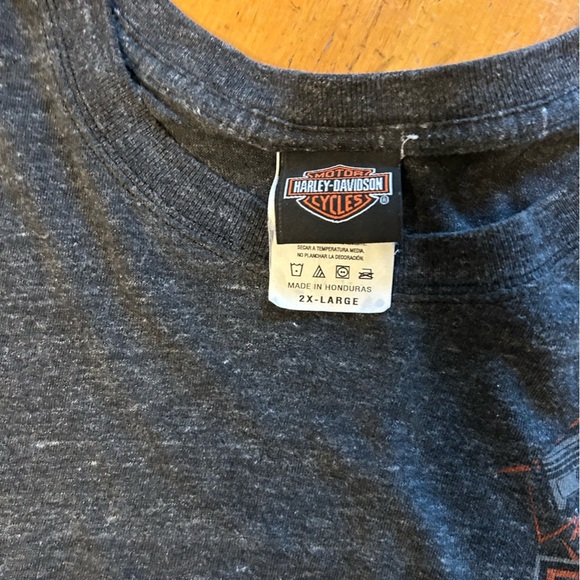 MOTOR
HARLEY-DAVIDSON
CYCLES
®
SECAR A TEMPERATURA MEDIA.
NO PLANCHAR LA DECORACIÓN.
MADE IN HONDURAS
2X-LARGE